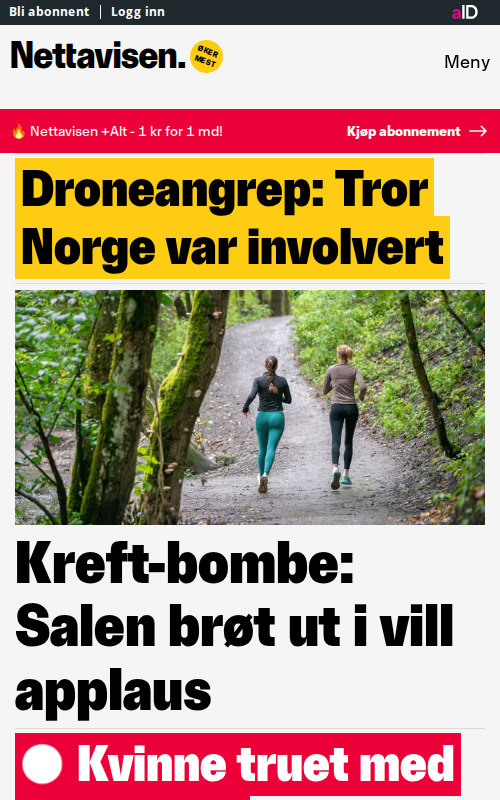 Bli abonnent | Logg inn
aID
Nettavisen.
ØKER
MEST
Meny
🔥 Nettavisen +Alt - 1 kr for 1 md!
Kjøp abonnement →
Droneangrep: Tror
Norge var involvert
Kreft-bombe:
Salen brøt ut i vill
applaus
Kvinne truet med